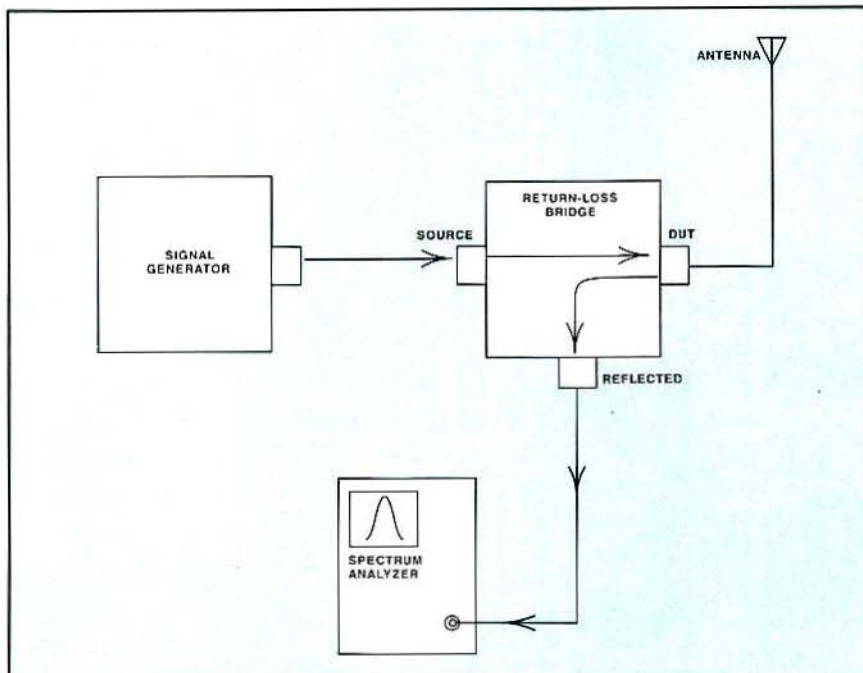 ANTENNA
RETURN-LOSS
BRIDGE
SOURCE
DUT
SIGNAL
GENERATOR
REFLECTED
SPECTRUM
ANALYZER